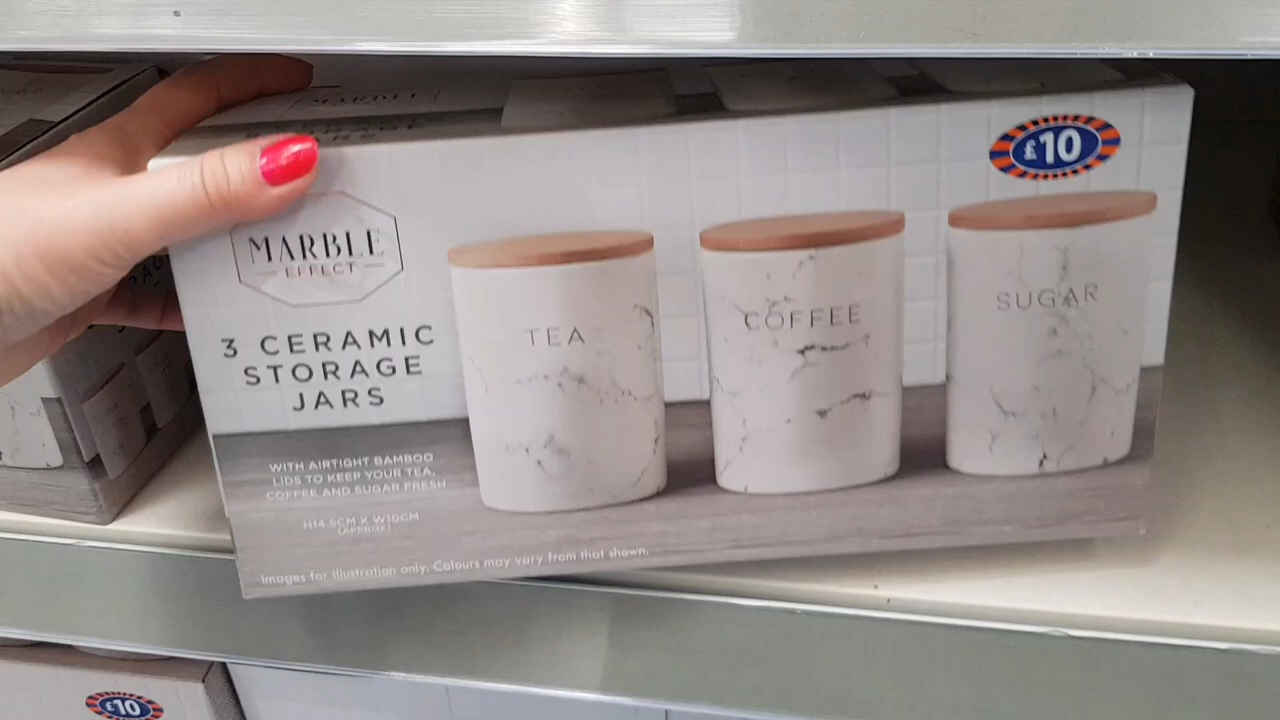 MARBLE
£10
MARBLE
EFFECT
3 CERAMIC
STORAGE
JARS
TEA
COFFEE
SUGAR
WITH AIRTIGHT BAMBOO
LIDS TO KEEP YOUR TEA,
COFFEE AND SUGAR FRESH
H14.5CM X W10CM
(APPROX)
Images for illustration only. Colours may vary from that shown.
£10